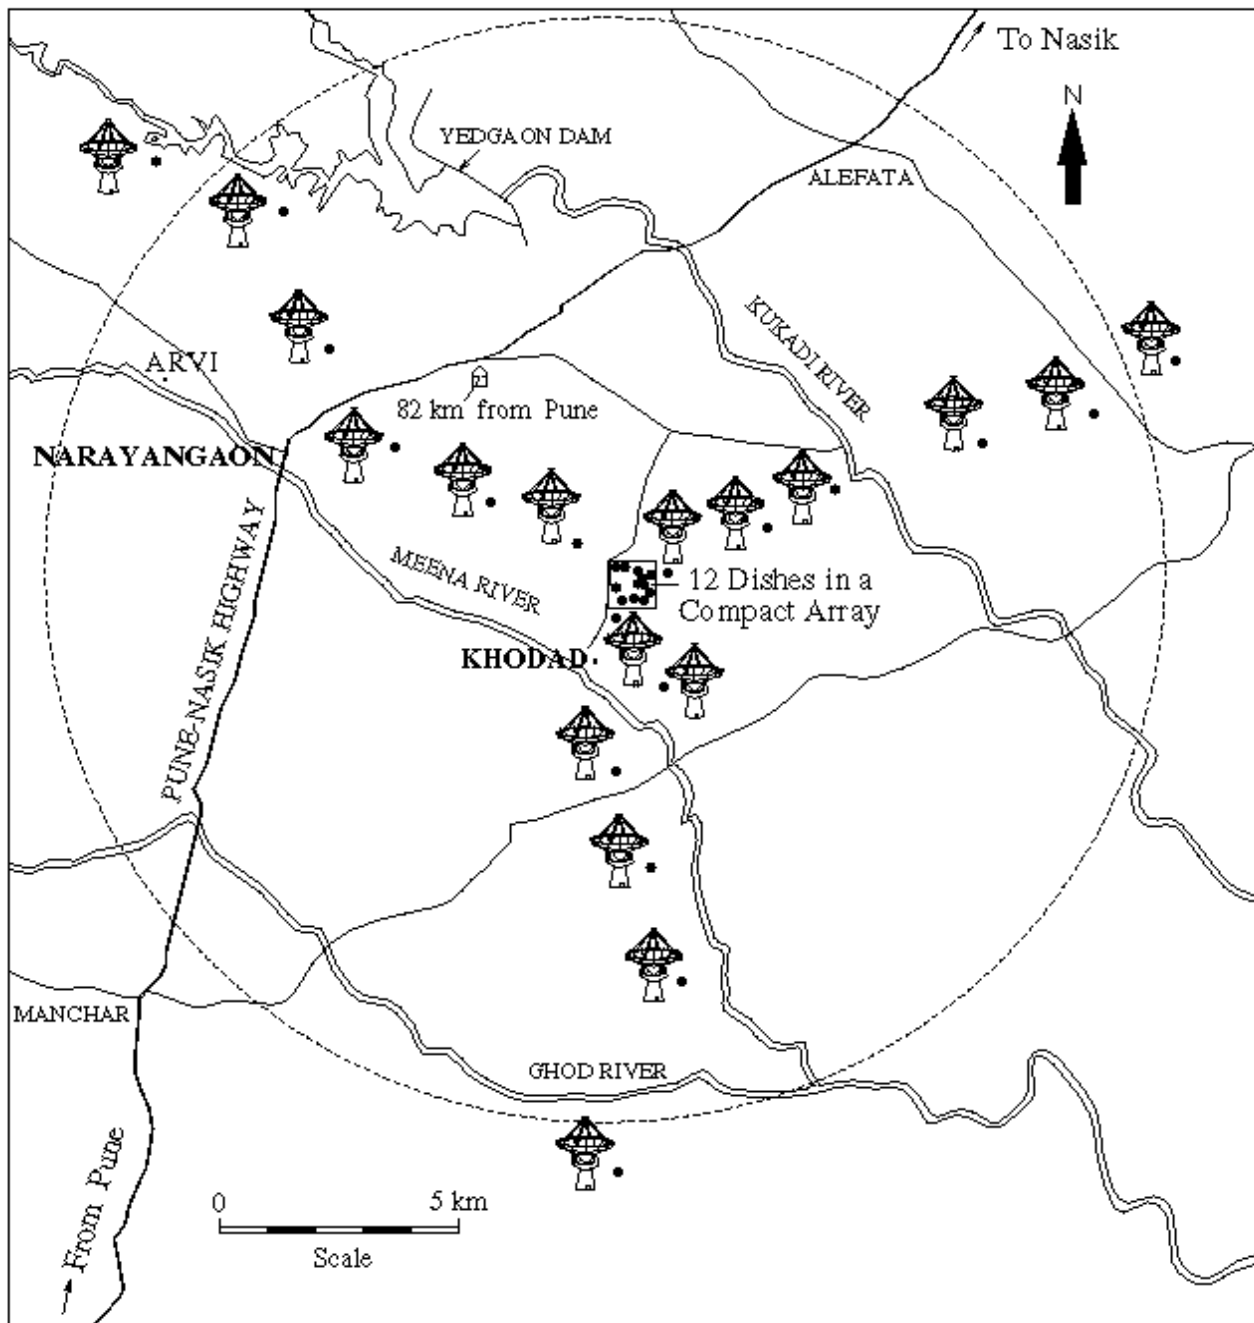 To Nasik
N
YEDGAON DAM
ALEFATA
KUKADI RIVER
ARVI
82 km from Pune
NARAYANGAON
PUNE-NASIK HIGHWAY
MEENA RIVER
12 Dishes in a
Compact Array
KHODAD
MANCHAR
GHOD RIVER
From Pune
0 5 km
Scale